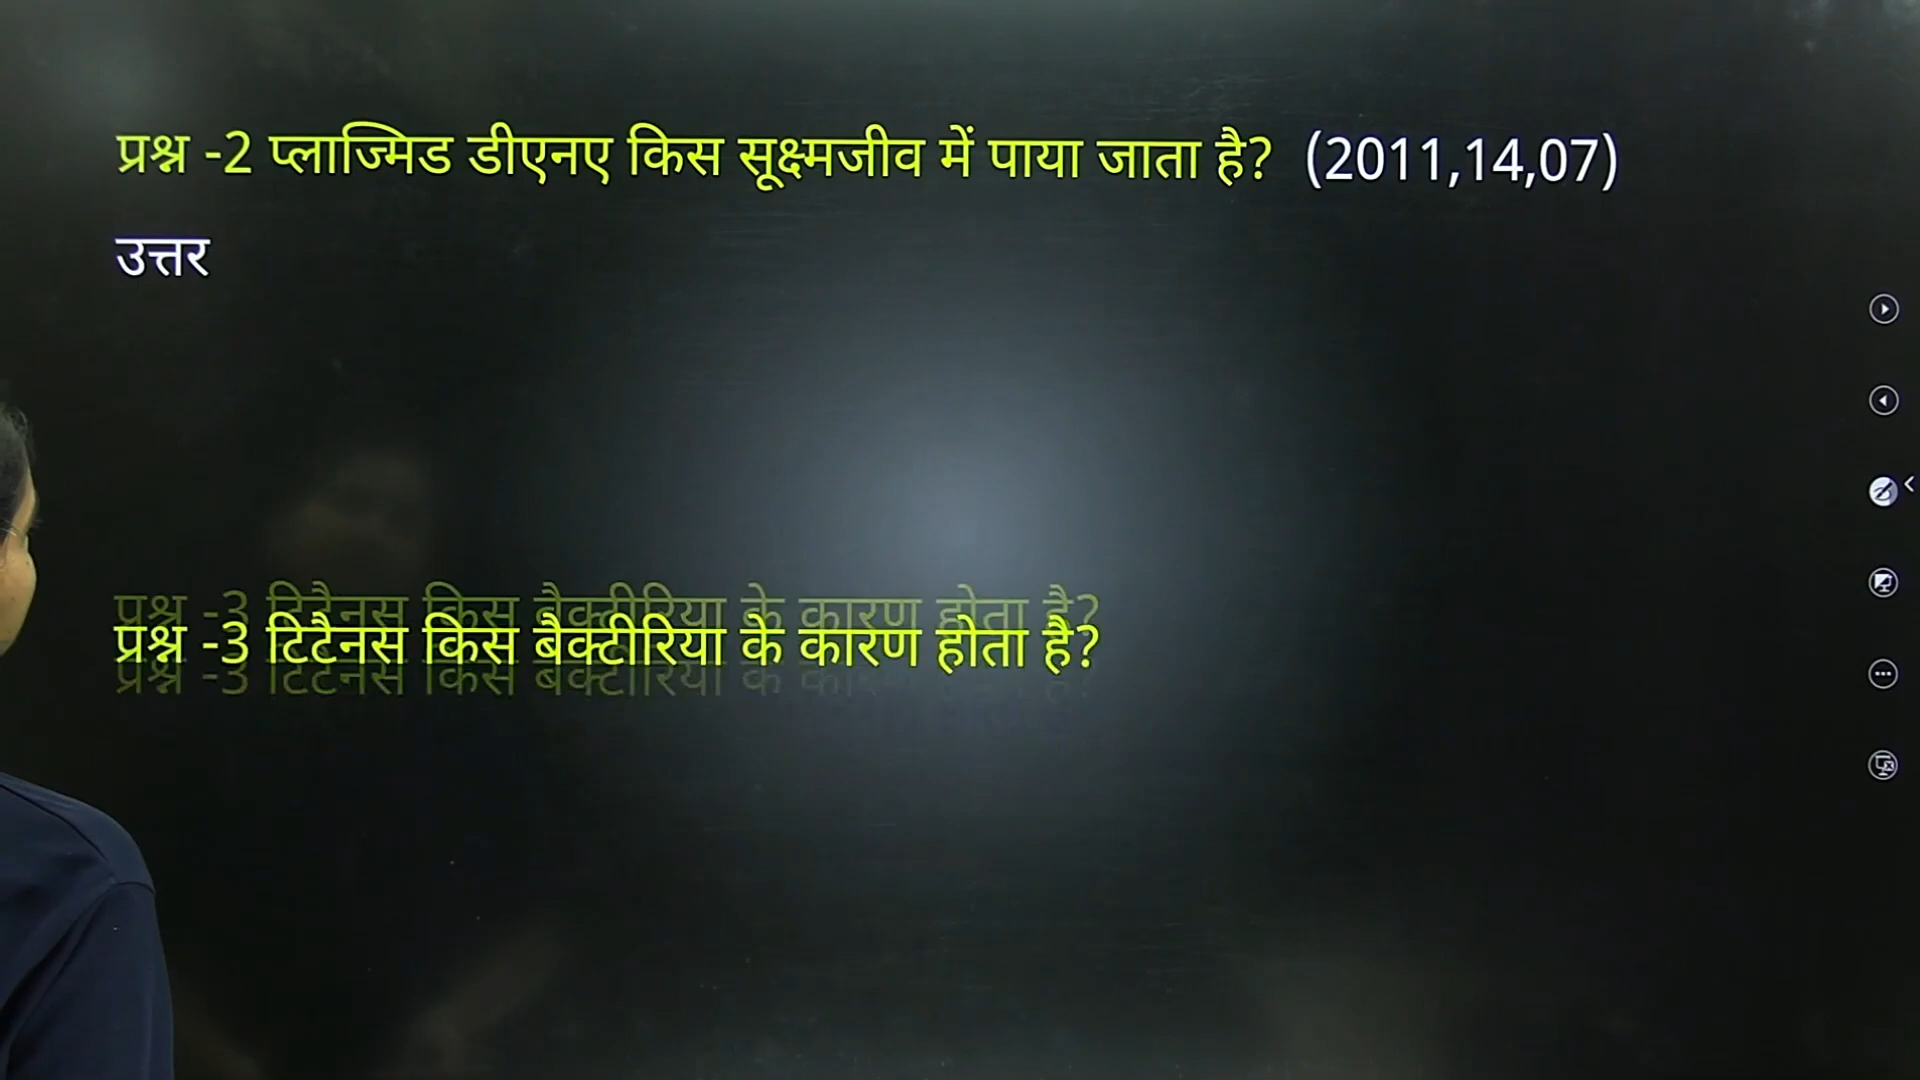 प्रश्न -2 प्लाज्मिड डीएनए किस सूक्ष्मजीव में पाया जाता है? (2011,14,07)
उत्तर
प्रश्न -3 टिटैनस किस बैक्टीरिया के कारण होता है?